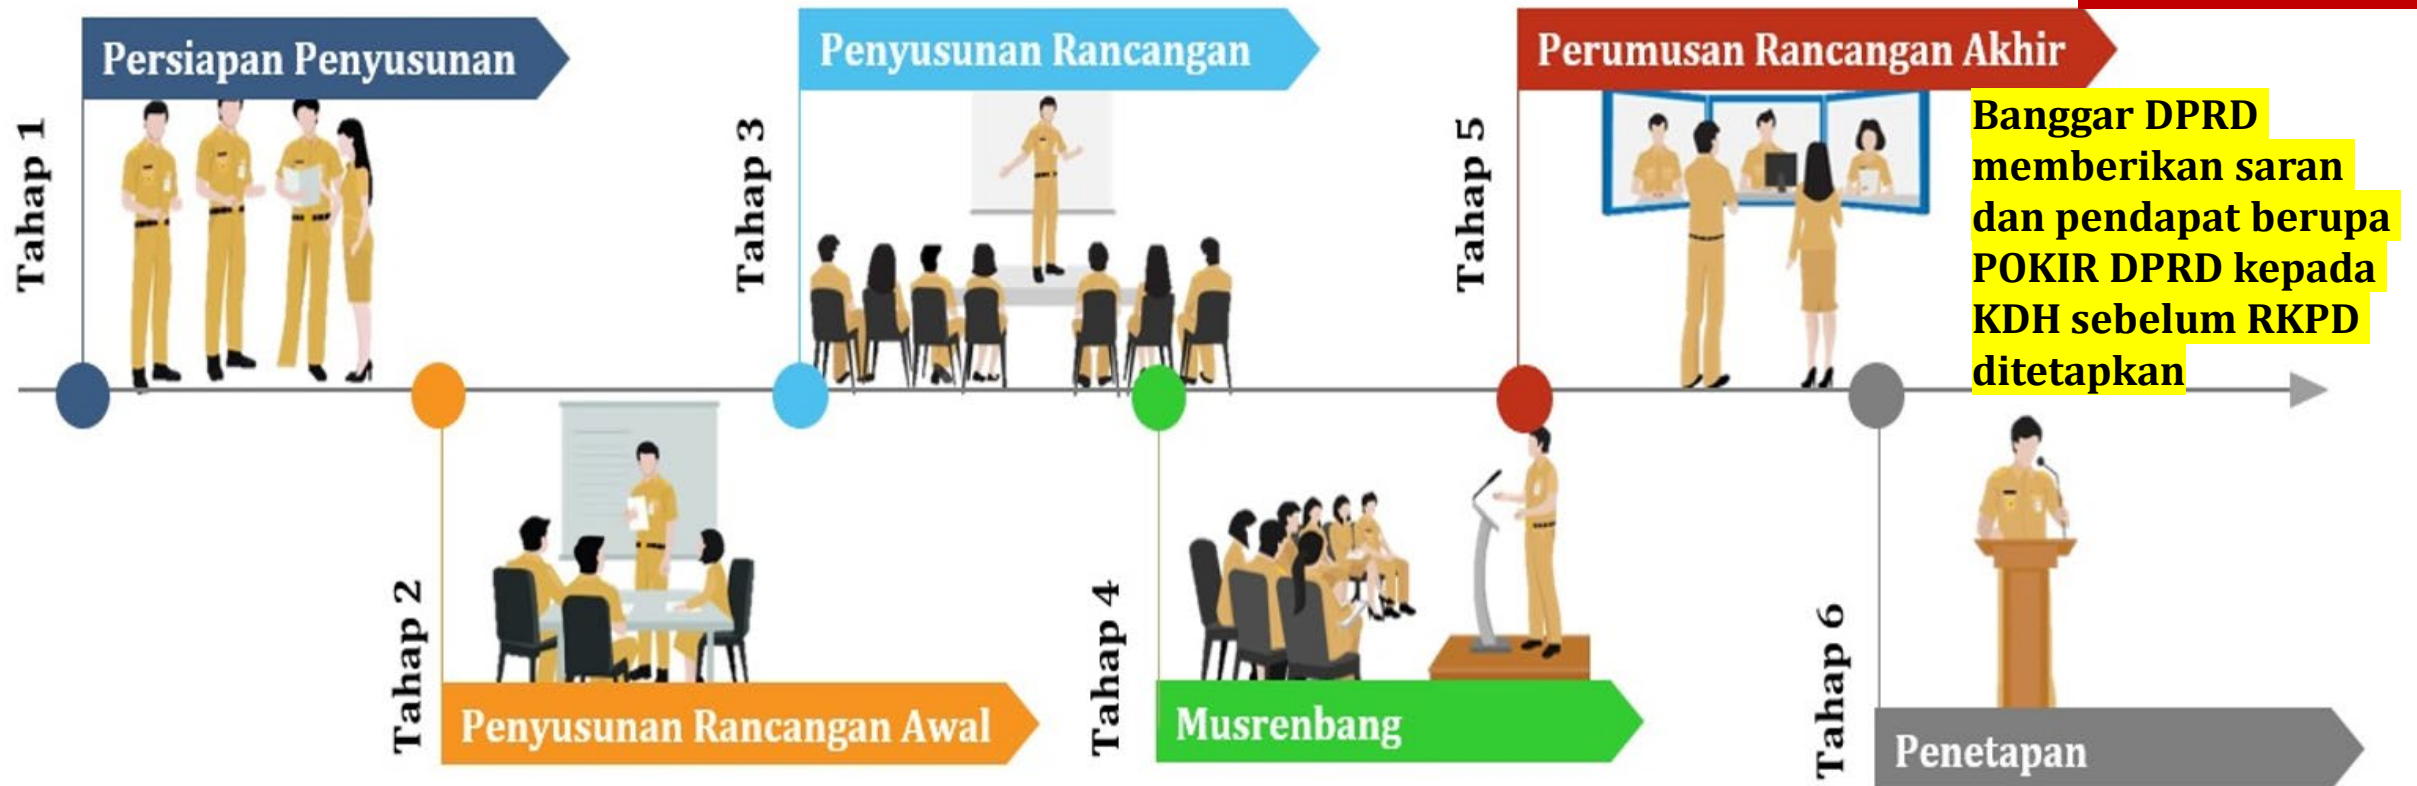 Tahap 1
Persiapan Penyusunan
Tahap 2
Penyusunan Rancangan Awal
Tahap 3
Penyusunan Rancangan
Tahap 4
Musrenbang
Tahap 5
Perumusan Rancangan Akhir
Banggar DPRD
memberikan saran
dan pendapat berupa
POKIR DPRD kepada
KDH sebelum RKPD
ditetapkan
Tahap 6
Penetapan